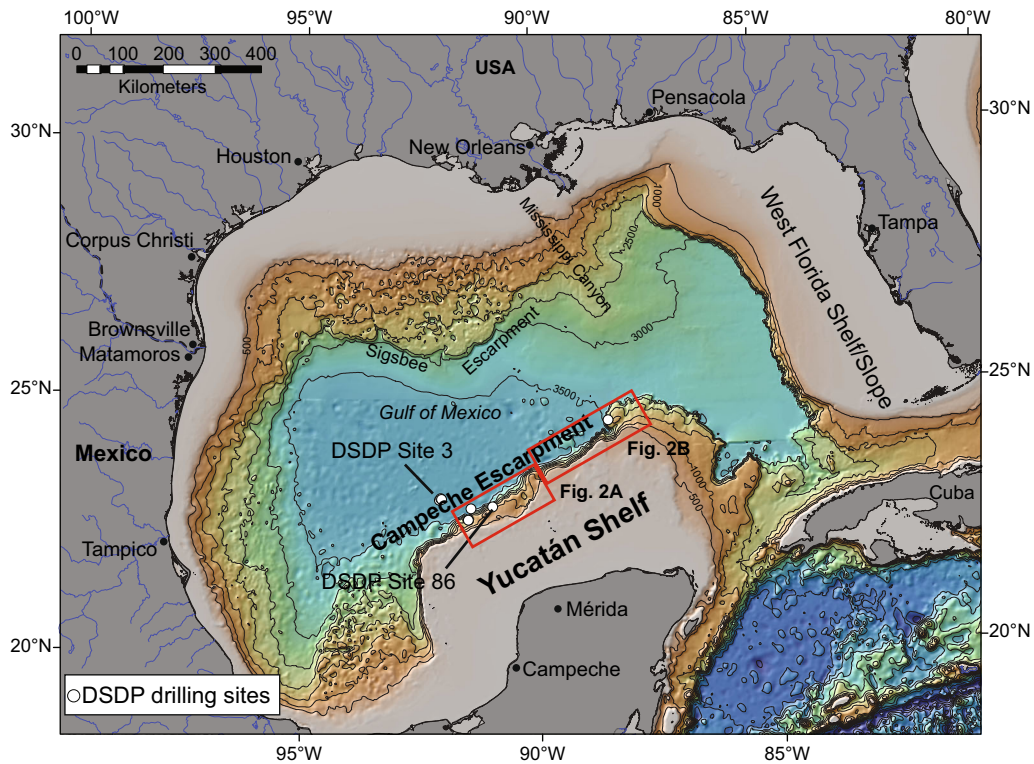 100°W 95°W 90°W 85°W 80°W
0 100 200 300 400
Kilometers
USA
Pensacola
30°N
30°N
New Orleans
Houston
1000
Mississippi Canyon
2500
West Florida Shelf/Slope
Tampa
Corpus Christi
3000
Brownsville
Matamoros
500
Sigsbee
Escarpment
25°N
25°N
3500
Gulf of Mexico
Mexico
DSDP Site 3
Campeche Escarpment
Fig. 2B
1000
500
Fig. 2A
Cuba
Yucatán Shelf
Tampico
DSDP Site 86
Mérida
20°N
20°N
Campeche
DSDP drilling sites
95°W 90°W 85°W